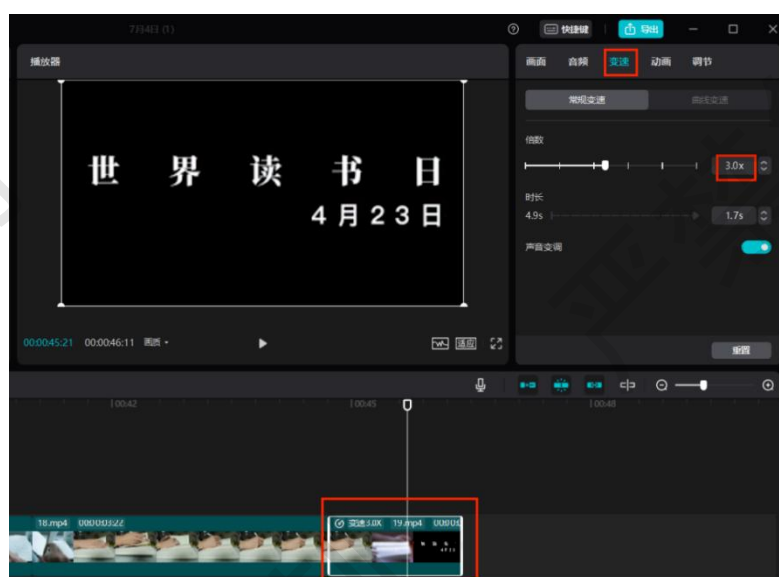 7月4日 (1)
快捷键
导出
播放器
画面 音频 变速 动画 调节
常规变速 曲线变速
世界读书日
4月23日
倍数
3.0x
时长
4.9s 1.7s
声音变调
00:00:45:21 00:00:46:11 画质
适应
重置
00:42 00:45 00:48
18.mp4 00:00:03:22 变速3.0X 19.mp4